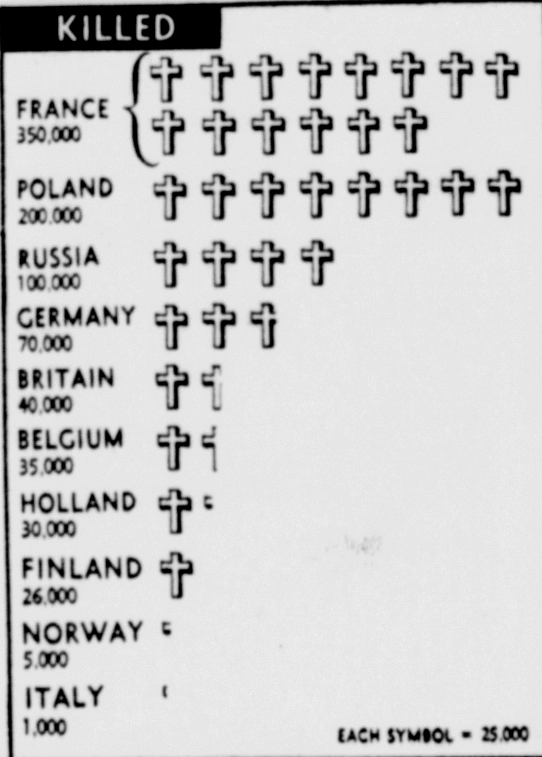 KILLED
FRANCE
350,000
POLAND
200,000
RUSSIA
100,000
GERMANY
70,000
BRITAIN
40,000
BELGIUM
35,000
HOLLAND
30,000
FINLAND
26,000
NORWAY
5,000
ITALY
1,000
EACH SYMBOL = 25,000